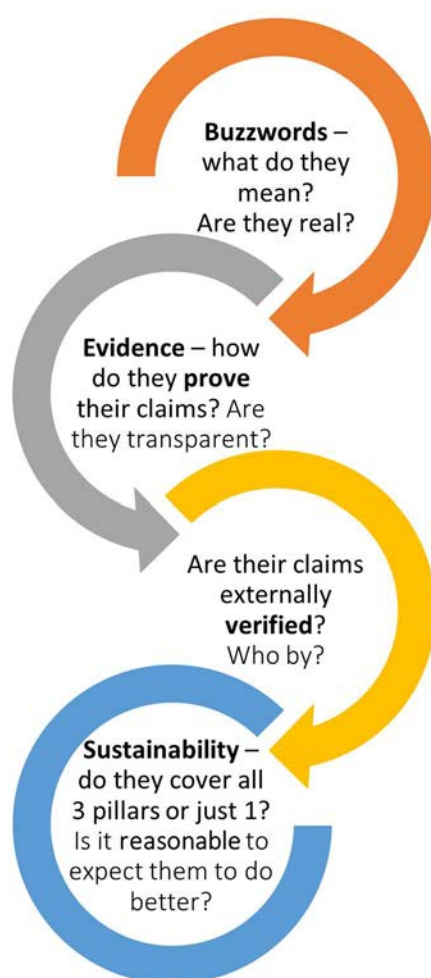 Buzzwords –
what do they
mean?
Are they real?
Evidence – how
do they prove
their claims? Are
they transparent?
Are their claims
externally
verified?
Who by?
Sustainability –
do they cover all
3 pillars or just 1?
Is it reasonable to
expect them to do
better?